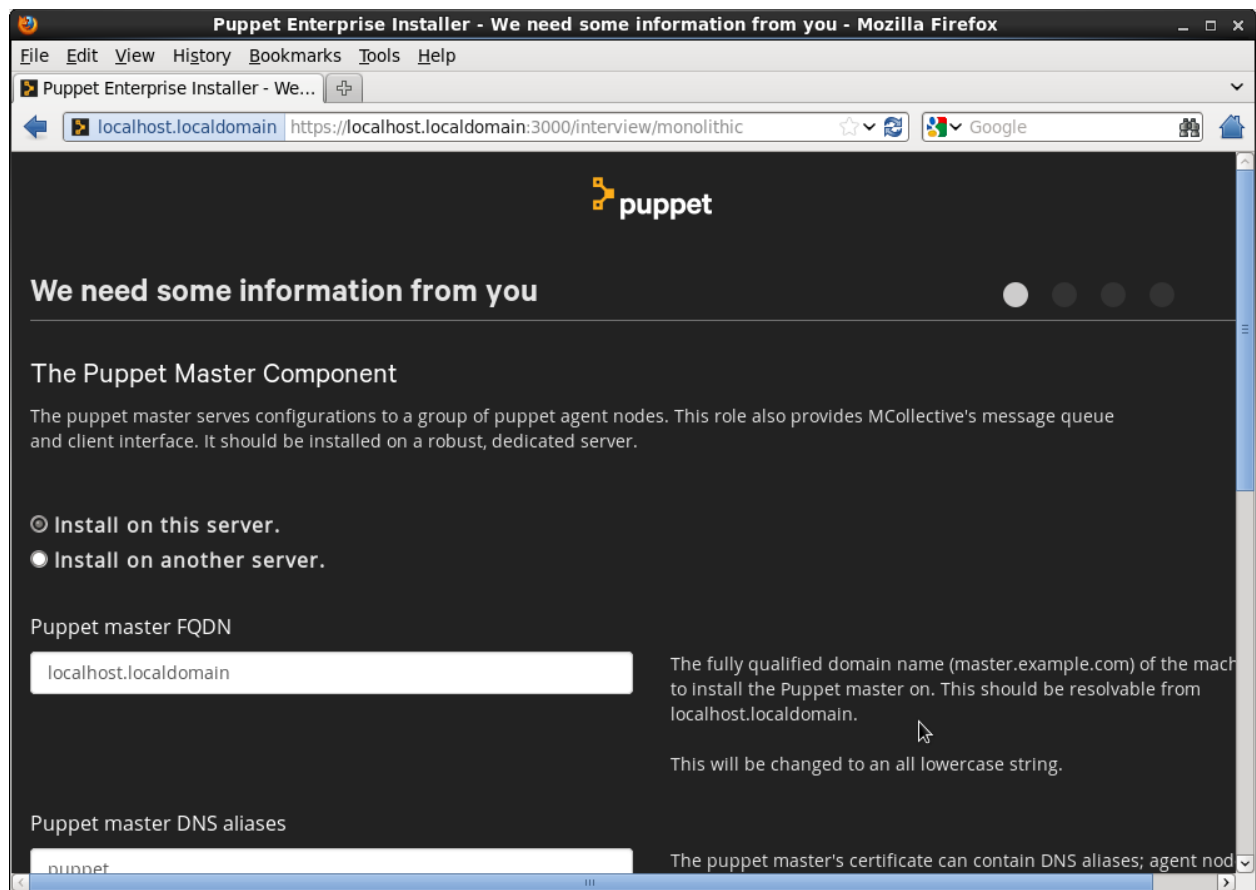 Puppet Enterprise Installer - We need some information from you - Mozilla Firefox
File Edit View History Bookmarks Tools Help
Puppet Enterprise Installer - We...
localhost.localdomain https://localhost.localdomain:3000/interview/monolithic Google
puppet
We need some information from you
The Puppet Master Component
The puppet master serves configurations to a group of puppet agent nodes. This role also provides MCollective's message queue
and client interface. It should be installed on a robust, dedicated server.
Install on this server.
Install on another server.
Puppet master FQDN
localhost.localdomain
The fully qualified domain name (master.example.com) of the mach
to install the Puppet master on. This should be resolvable from
localhost.localdomain.
This will be changed to an all lowercase string.
Puppet master DNS aliases
puppet
The puppet master's certificate can contain DNS aliases; agent nod